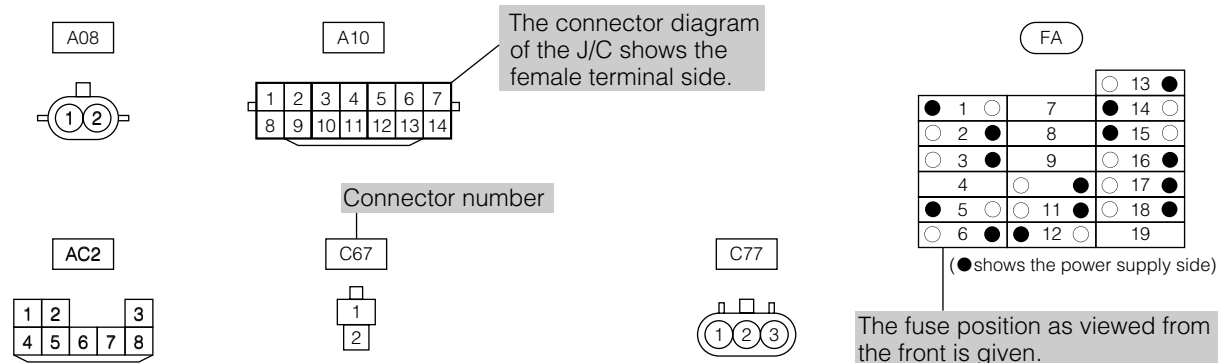 A08
A10
The connector diagram
of the J/C shows the
female terminal side.
FA
1 2
1 2 3 4 5 6 7
8 9 10 11 12 13 14
13
1 7 14
2 8 15
3 9 16
4 17
5 11 18
6 12 19
(●shows the power supply side)
Connector number
AC2
C67
C77
1 2 3
4 5 6 7 8
1
2
1 2 3
The fuse position as viewed from
the front is given.